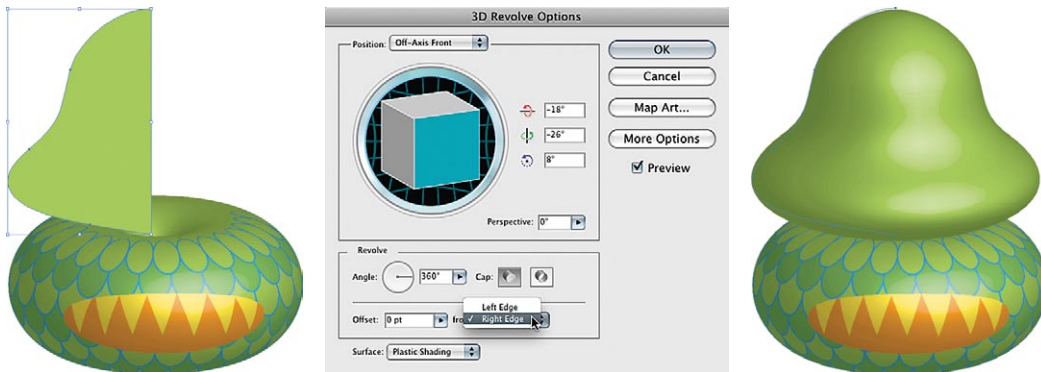 3D Revolve Options
Position: Off-Axis Front
OK
Cancel
Map Art...
More Options
Preview
-18°
-26°
8°
Perspective: 0°
Revolve
Angle: 360° Cap:
Left Edge
Offset: 0 pt fro ✓ Right Edge
Surface: Plastic Shading